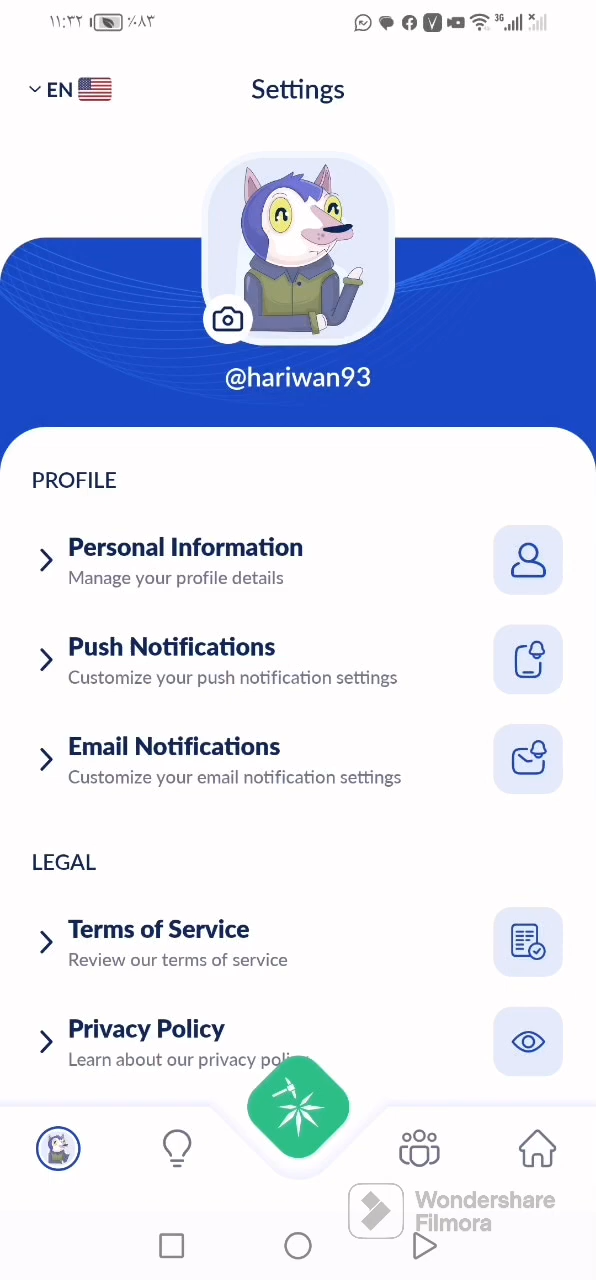 ١١:٣٢ ٪٨٣ 3G
EN Settings
@hariwan93
PROFILE
Personal Information
Manage your profile details
Push Notifications
Customize your push notification settings
Email Notifications
Customize your email notification settings
LEGAL
Terms of Service
Review our terms of service
Privacy Policy
Learn about our privacy poli
Wondershare
Filmora